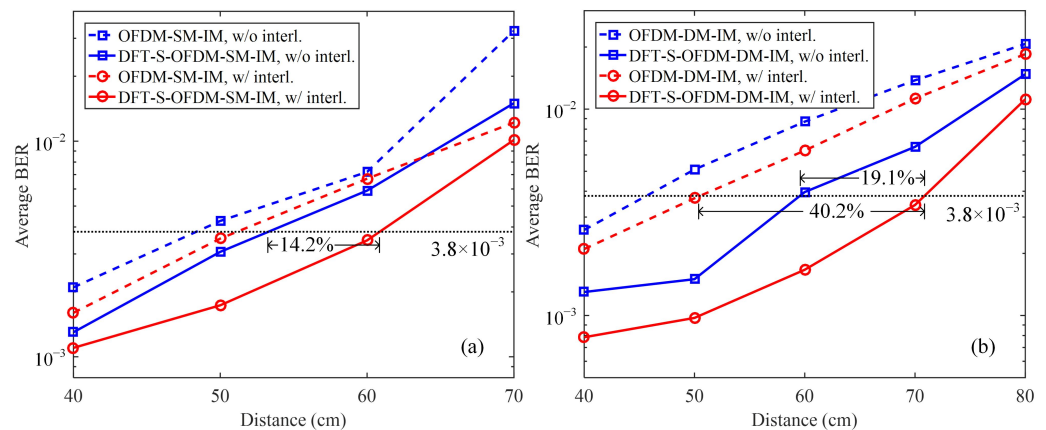 OFDM-SM-IM, w/o interl.
DFT-S-OFDM-SM-IM, w/o interl.
OFDM-SM-IM, w/ interl.
DFT-S-OFDM-SM-IM, w/ interl.
Average BER
10⁻²
10⁻³
14.2%
3.8×10⁻³
(a)
40 50 60 70
Distance (cm)
OFDM-DM-IM, w/o interl.
DFT-S-OFDM-DM-IM, w/o interl.
OFDM-DM-IM, w/ interl.
DFT-S-OFDM-DM-IM, w/ interl.
Average BER
10⁻²
10⁻³
19.1%
40.2%
3.8×10⁻³
(b)
40 50 60 70 80
Distance (cm)